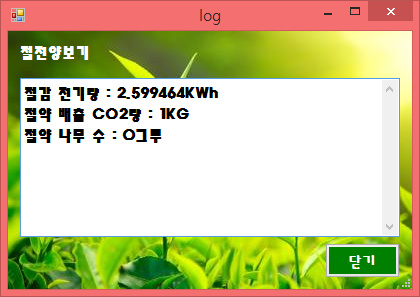 log
절전양보기
절감 전기량 : 2.599464KWh
절약 배출 CO2량 : 1KG
절약 나무 수 : 0그루
닫기